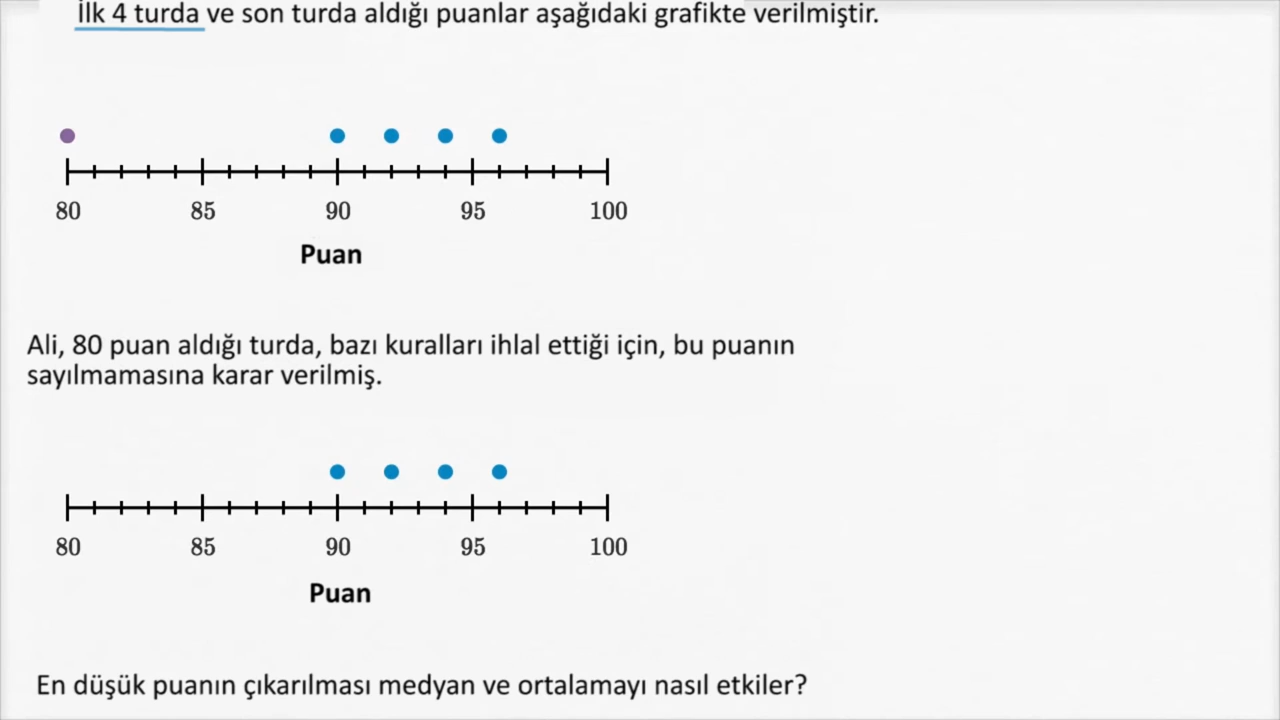 İlk 4 turda ve son turda aldığı puanlar aşağıdaki grafikte verilmiştir.
80 85 90 95 100
Puan
Ali, 80 puan aldığı turda, bazı kuralları ihlal ettiği için, bu puanın
sayılmamasına karar verilmiş.
80 85 90 95 100
Puan
En düşük puanın çıkarılması medyan ve ortalamayı nasıl etkiler?